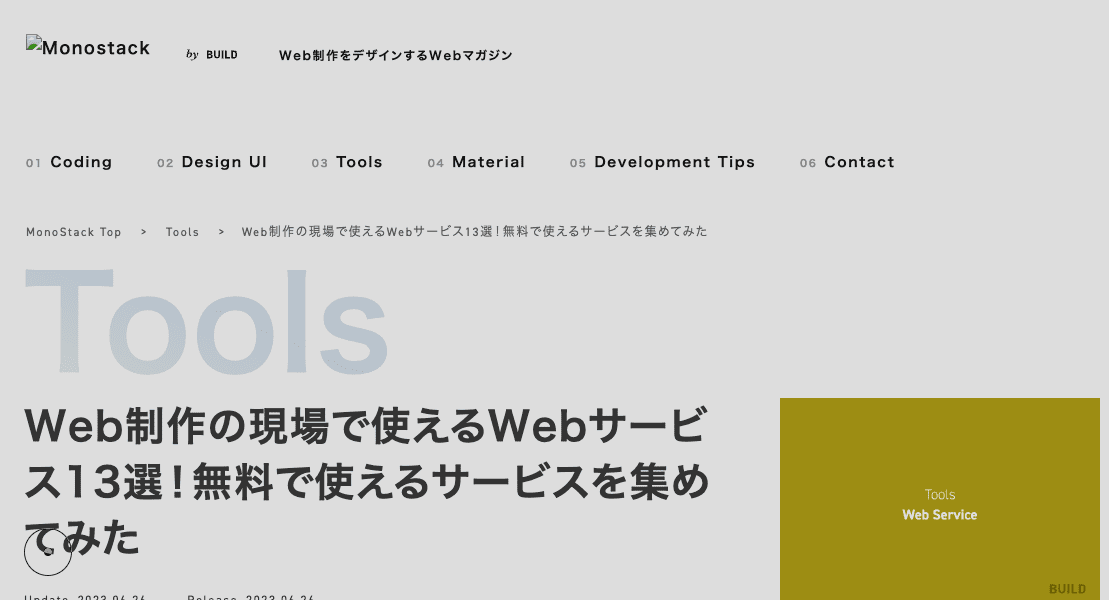 Monostack
by BUILD
Web制作をデザインするWebマガジン
01 Coding
02 Design UI
03 Tools
04 Material
05 Development Tips
06 Contact
MonoStack Top > Tools > Web制作の現場で使えるWebサービス13選！無料で使えるサービスを集めてみた
Tools
Web制作の現場で使えるWebサービ
ス13選！無料で使えるサービスを集め
てみた
Tools
Web Service
BUILD
Update 2023.06.26
Release 2023.06.26